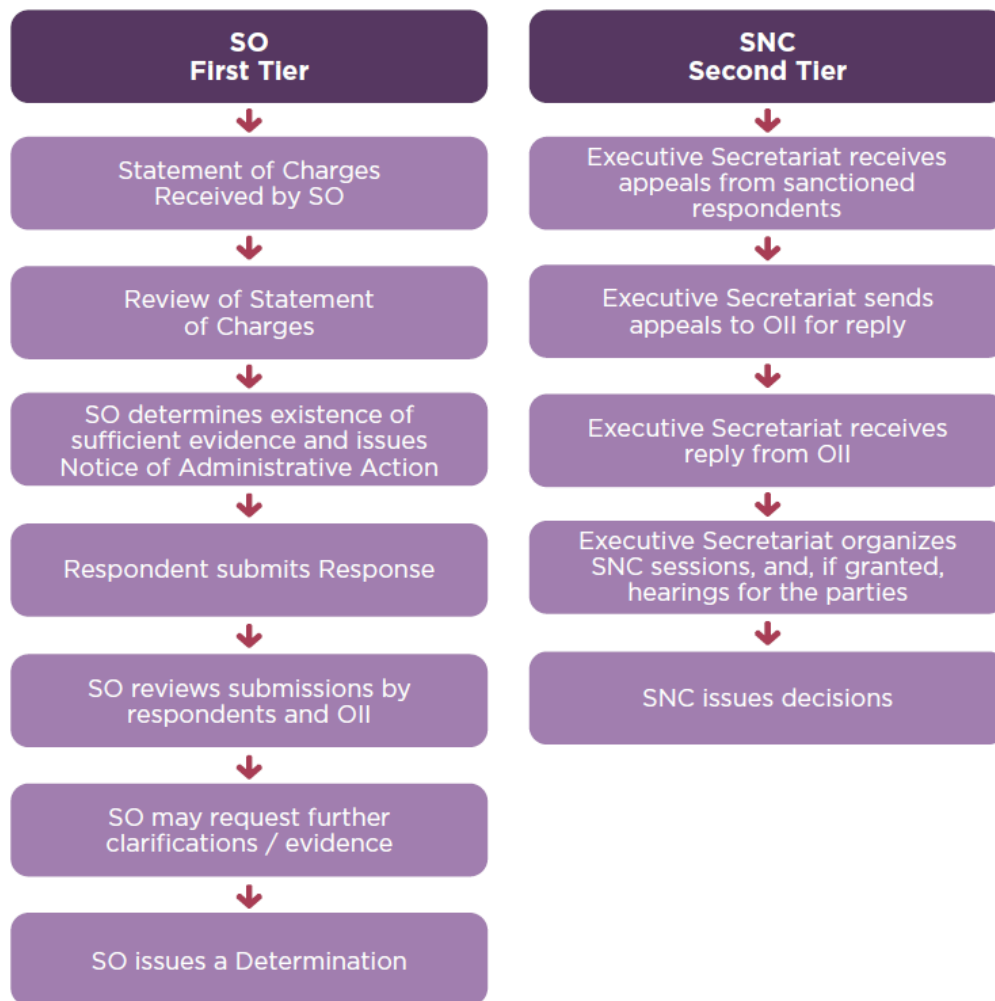 SO
First Tier
Statement of Charges
Received by SO
Review of Statement
of Charges
SO determines existence of
sufficient evidence and issues
Notice of Administrative Action
Respondent submits Response
SO reviews submissions by
respondents and OII
SO may request further
clarifications / evidence
SO issues a Determination
SNC
Second Tier
Executive Secretariat receives
appeals from sanctioned
respondents
Executive Secretariat sends
appeals to OII for reply
Executive Secretariat receives
reply from OII
Executive Secretariat organizes
SNC sessions, and, if granted,
hearings for the parties
SNC issues decisions